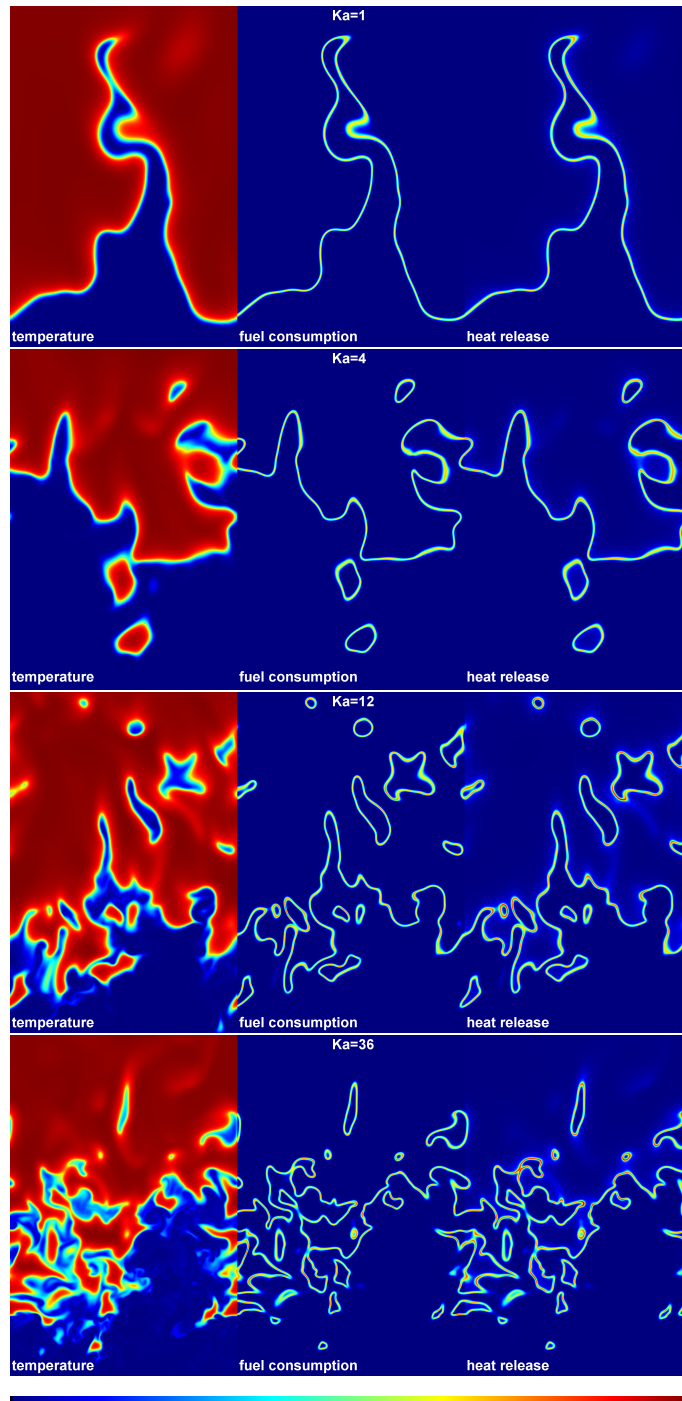 Ka=1
temperature fuel consumption heat release
Ka=4
temperature fuel consumption heat release
Ka=12
temperature fuel consumption heat release
Ka=36
temperature fuel consumption heat release